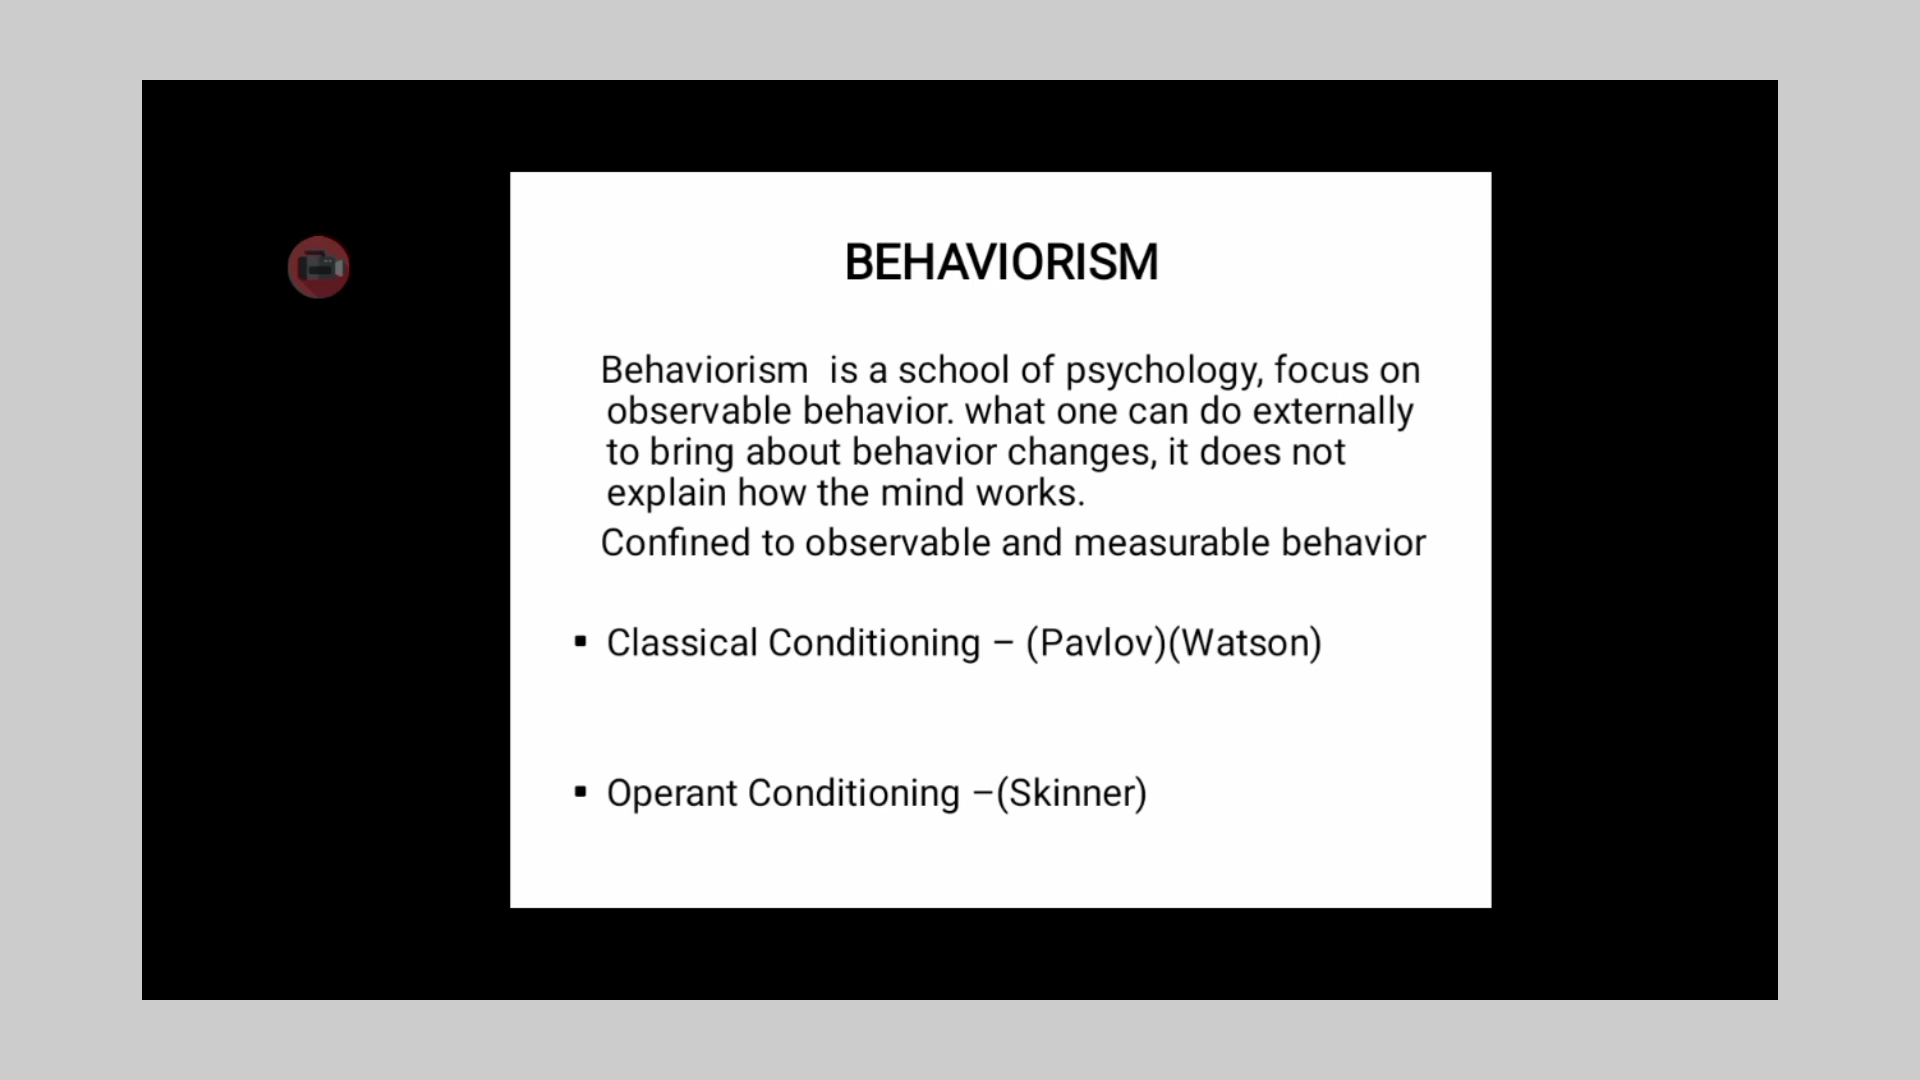 BEHAVIORISM
Behaviorism  is a school of psychology, focus on
observable behavior. what one can do externally
to bring about behavior changes, it does not
explain how the mind works.
Confined to observable and measurable behavior
▪ Classical Conditioning – (Pavlov)(Watson)
▪ Operant Conditioning –(Skinner)